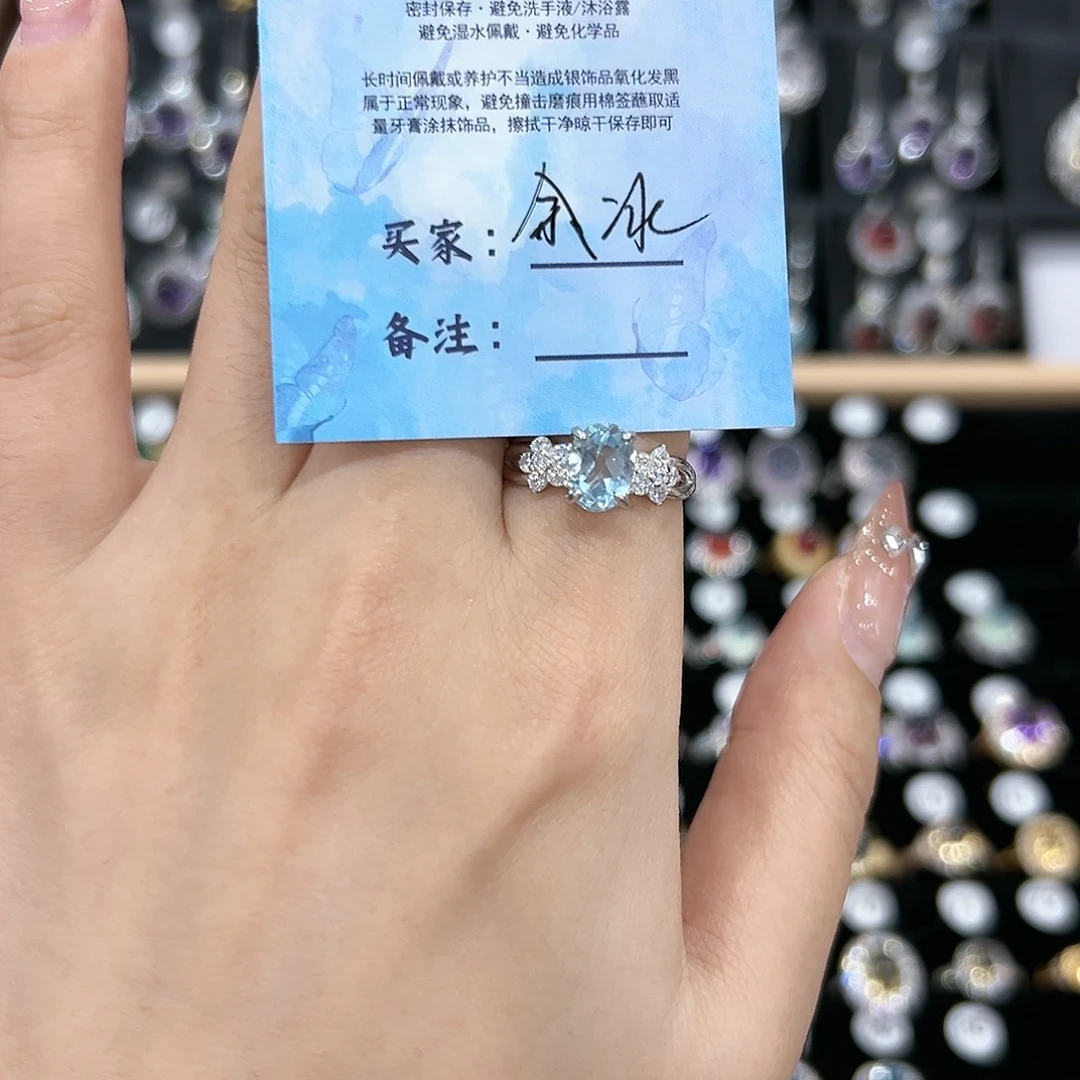 密封保存·避免洗手液/沐浴露
避免湿水佩戴·避免化学品
长时间佩戴或养护不当造成银饰品氧化发黑
属于正常现象，避免撞击磨痕用棉签蘸取适
量牙膏涂抹饰品，擦拭干净晾干保存即可
买家：余冰
备注：